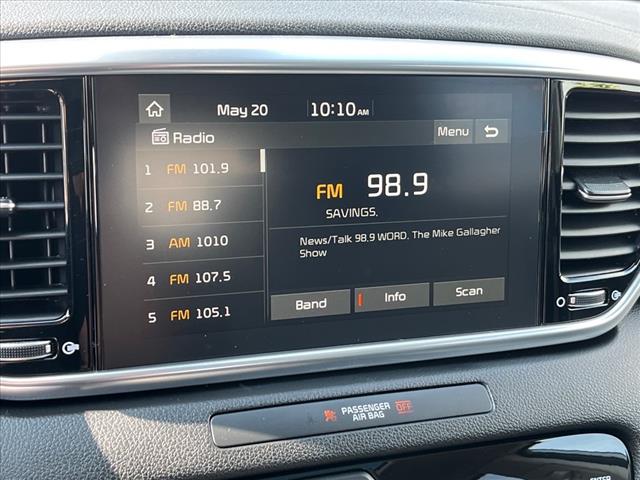 May 20 10:10 AM
Radio Menu
1 FM 101.9
2 FM 88.7
3 AM 1010
4 FM 107.5
5 FM 105.1
FM 98.9
SAVINGS.
News/Talk 98.9 WORD. The Mike Gallagher
Show
Band Info Scan
PASSENGER
AIR BAG OFF
ENTER